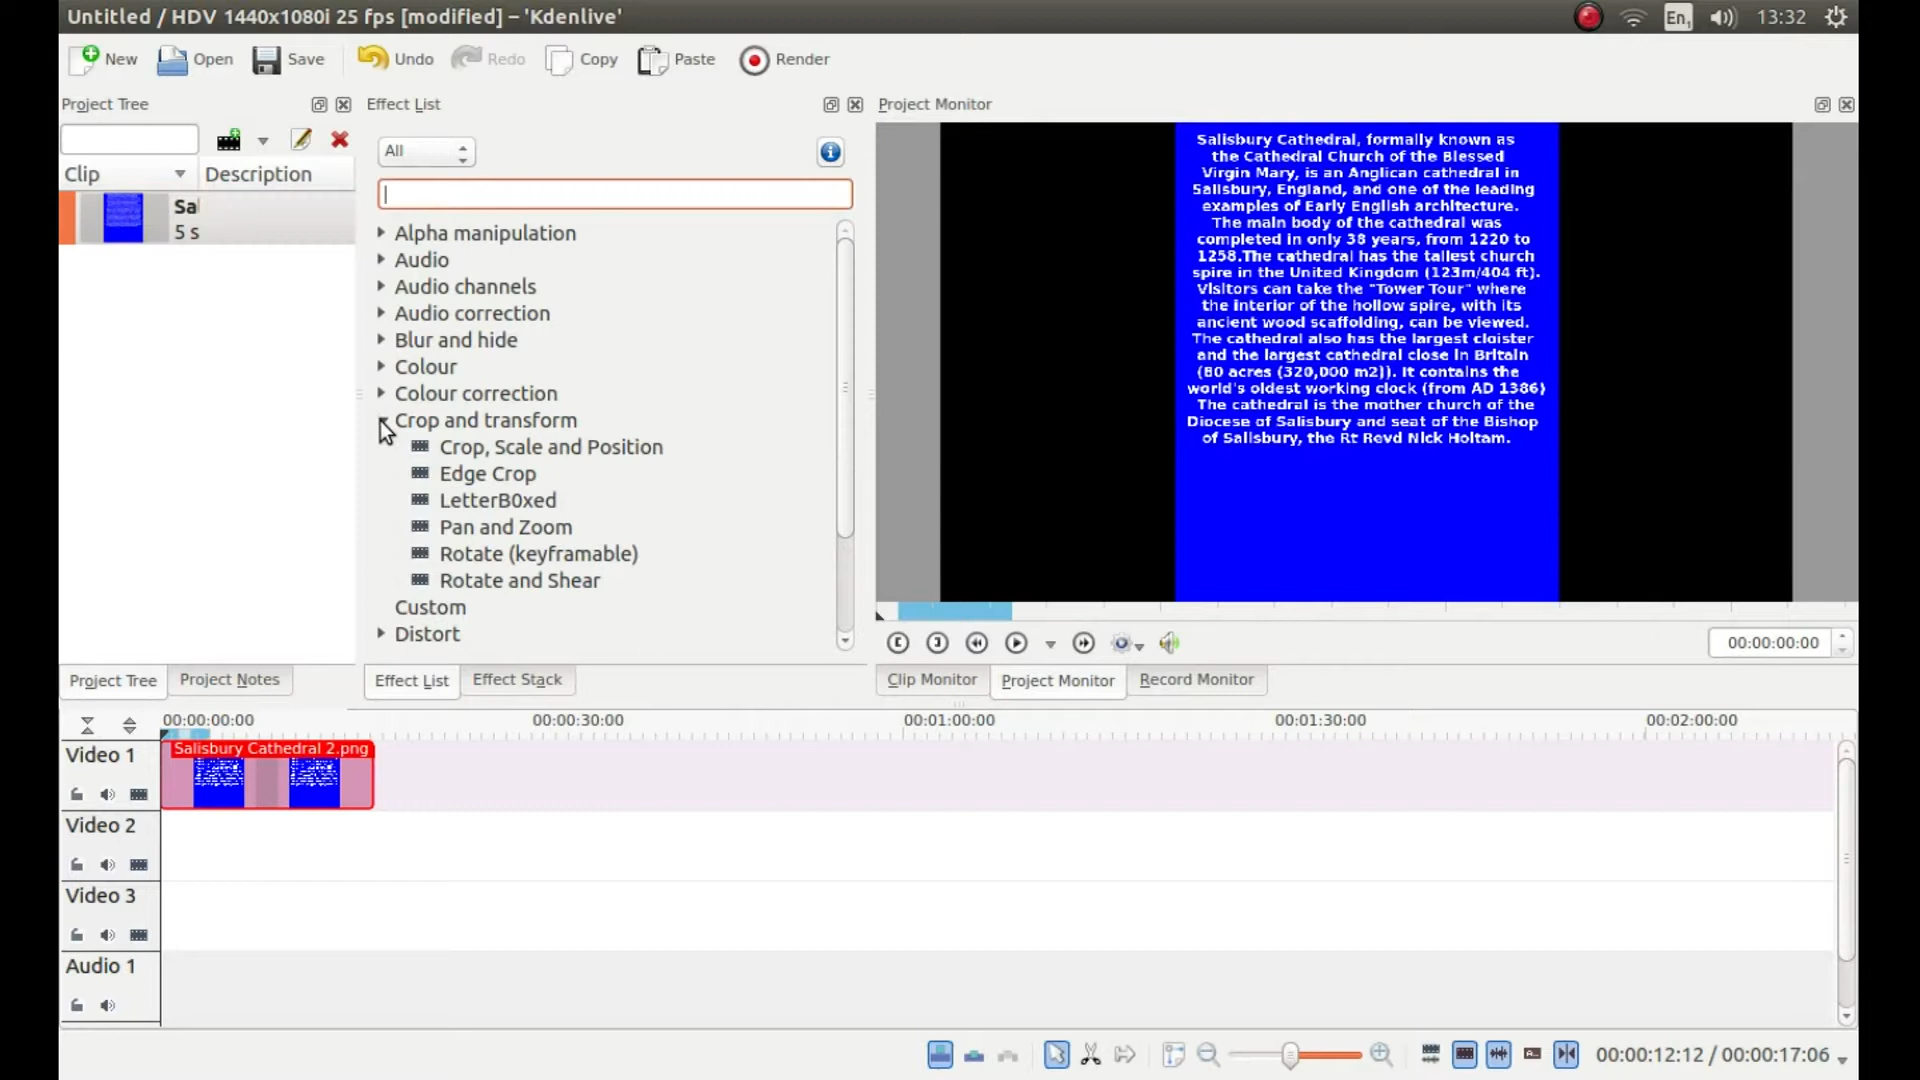 Untitled / HDV 1440x1080i 25 fps [modified] – 'Kdenlive'
En1
13:32
New
Open
Save
Undo
Redo
Copy
Paste
Render
Project Tree
Effect List
Project Monitor
All
Clip
Description
Sa
5 s
Alpha manipulation
Audio
Audio channels
Audio correction
Blur and hide
Colour
Colour correction
Crop and transform
Crop, Scale and Position
Edge Crop
LetterB0xed
Pan and Zoom
Rotate (keyframable)
Rotate and Shear
Custom
Distort
Salisbury Cathedral, formally known as
the Cathedral Church of the Blessed
Virgin Mary, is an Anglican cathedral in
Salisbury, England, and one of the leading
examples of Early English architecture.
The main body of the cathedral was
completed in only 38 years, from 1220 to
1258.The cathedral has the tallest church
spire in the United Kingdom (123m/404 ft).
Visitors can take the "Tower Tour" where
the interior of the hollow spire, with its
ancient wood scaffolding, can be viewed.
The cathedral also has the largest cloister
and the largest cathedral close in Britain
(80 acres (320,000 m2)). It contains the
world's oldest working clock (from AD 1386)
The cathedral is the mother church of the
Diocese of Salisbury and seat of the Bishop
of Salisbury, the Rt Revd Nick Holtam.
00:00:00:00
Project Tree
Project Notes
Effect List
Effect Stack
Clip Monitor
Project Monitor
Record Monitor
00:00:00:00
00:00:30:00
00:01:00:00
00:01:30:00
00:02:00:00
Video 1
Salisbury Cathedral 2.png
Video 2
Video 3
Audio 1
00:00:12:12 / 00:00:17:06